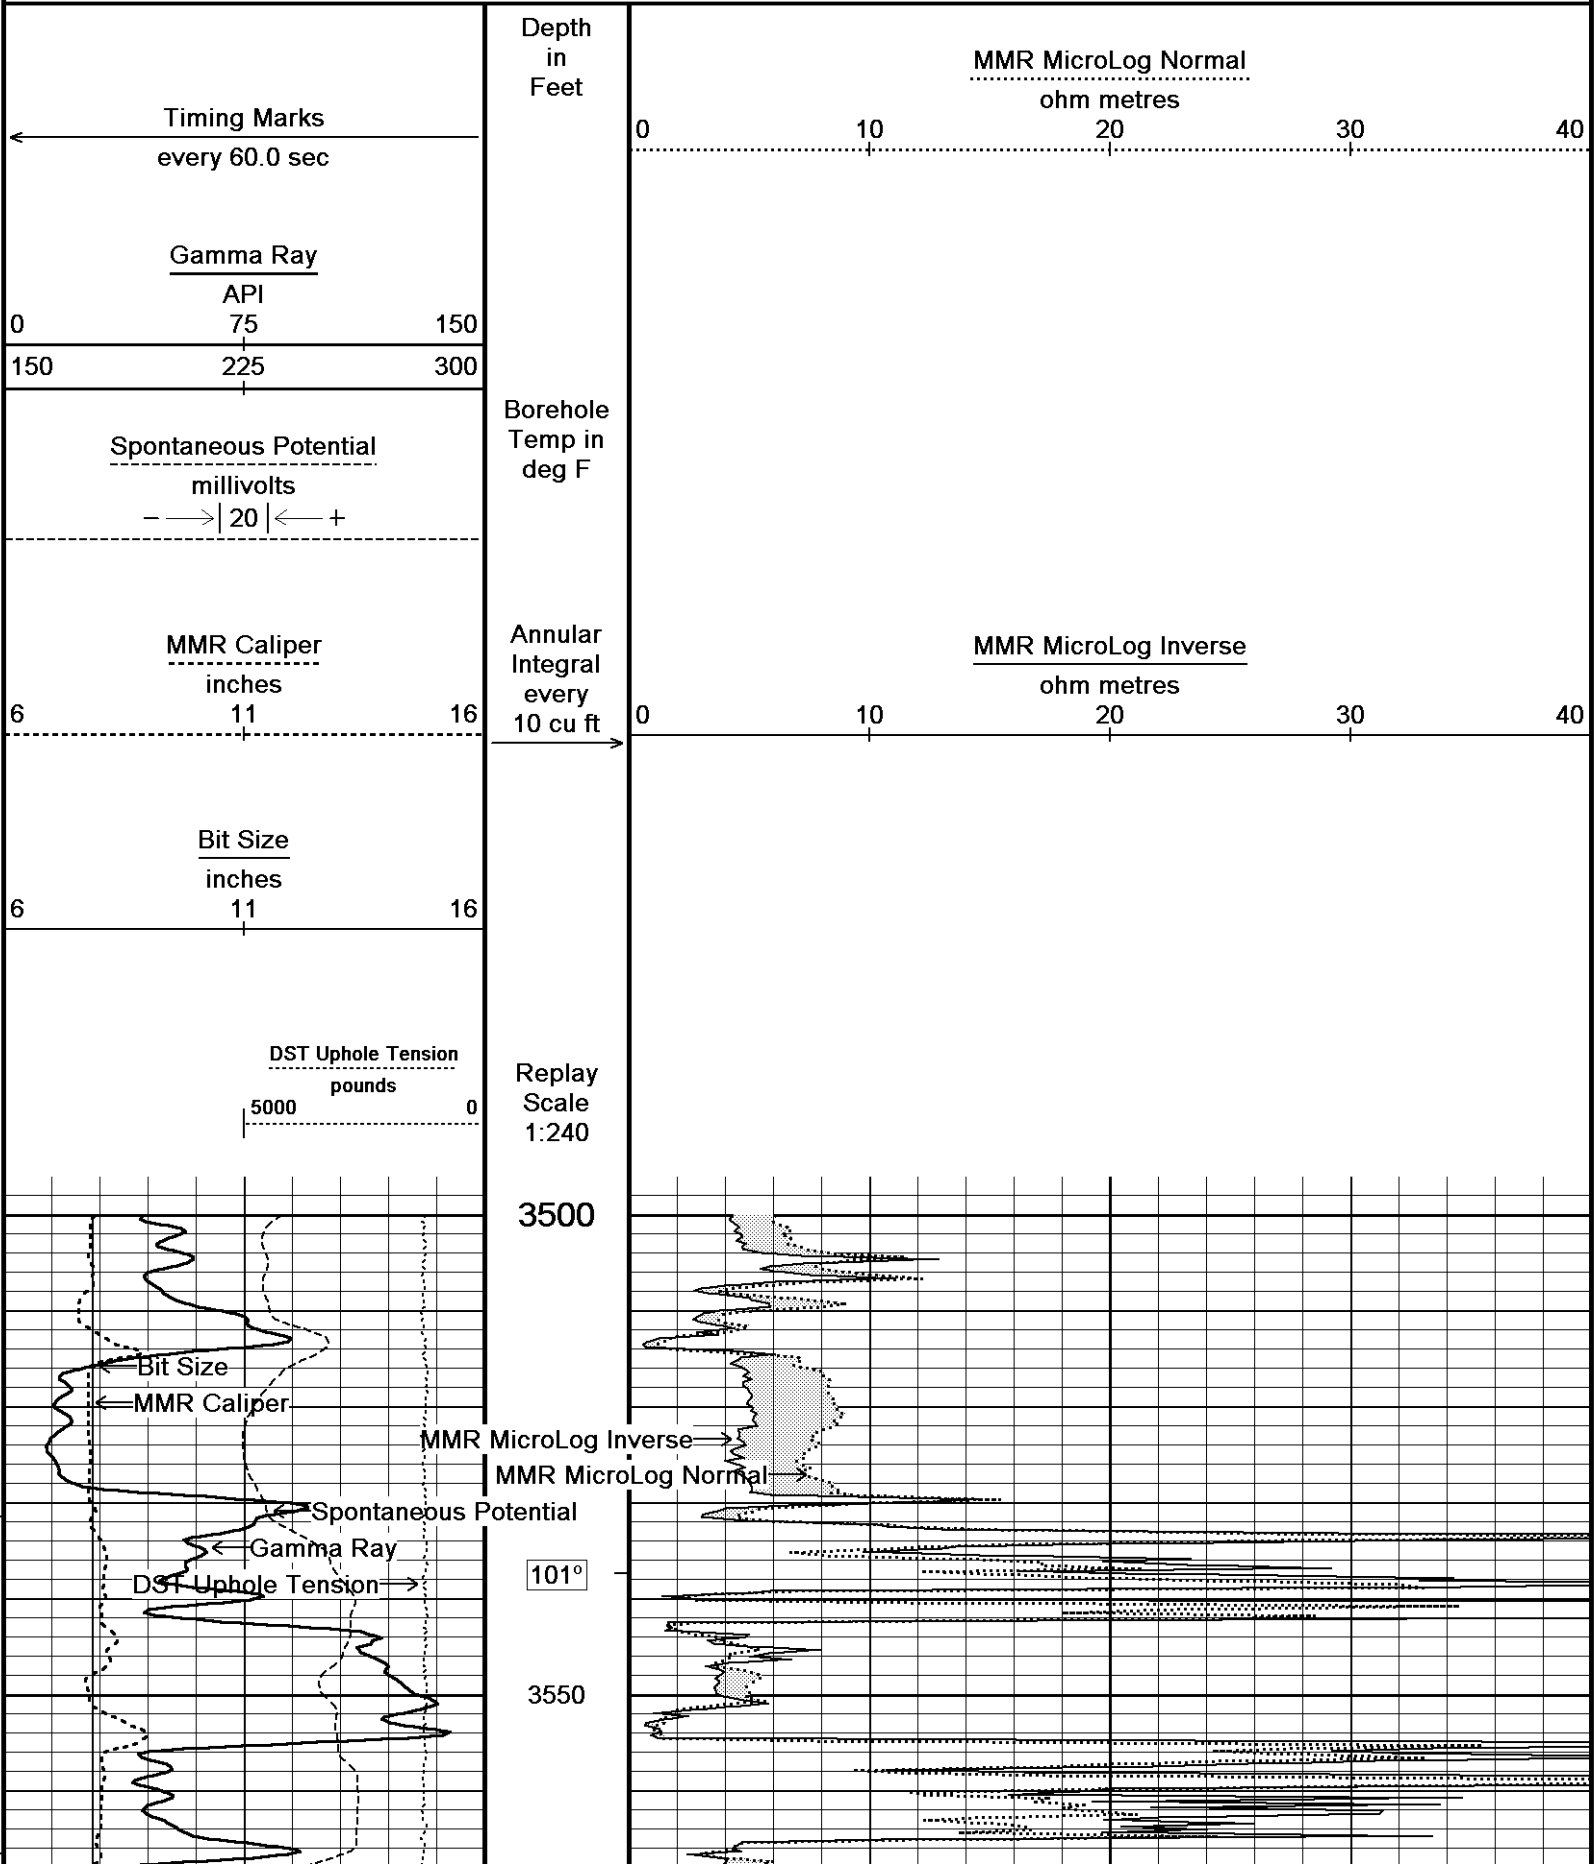 Timing Marks
every 60.0 sec
Gamma Ray
API
0 75 150
150 225 300
Spontaneous Potential
millivolts
− 20 +
MMR Caliper
inches
6 11 16
Bit Size
inches
6 11 16
DST Uphole Tension
pounds
5000 0
Depth
in
Feet
Borehole
Temp in
deg F
Annular
Integral
every
10 cu ft
Replay
Scale
1:240
MMR MicroLog Normal
ohm metres
0 10 20 30 40
MMR MicroLog Inverse
ohm metres
0 10 20 30 40
3500
Bit Size
MMR Caliper
MMR MicroLog Inverse
MMR MicroLog Normal
Spontaneous Potential
Gamma Ray
101°
DST Uphole Tension
3550